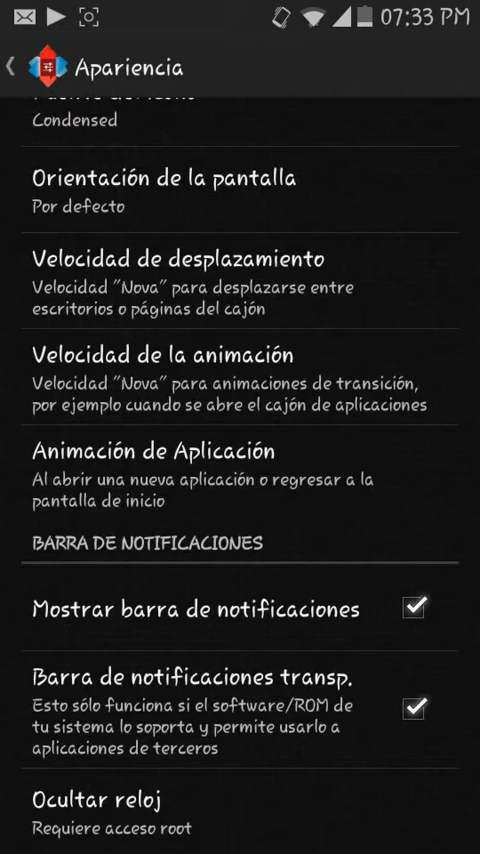 07:33 PM
Apariencia
Condensed
Orientación de la pantalla
Por defecto
Velocidad de desplazamiento
Velocidad "Nova" para desplazarse entre
escritorios o páginas del cajón
Velocidad de la animación
Velocidad "Nova" para animaciones de transición,
por ejemplo cuando se abre el cajón de aplicaciones
Animación de Aplicación
Al abrir una nueva aplicación o regresar a la
pantalla de inicio
BARRA DE NOTIFICACIONES
Mostrar barra de notificaciones
Barra de notificaciones transp.
Esto sólo funciona si el software/ROM de
tu sistema lo soporta y permite usarlo a
aplicaciones de terceros
Ocultar reloj
Requiere acceso root